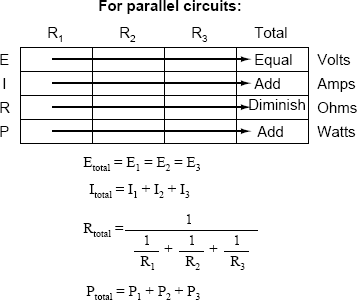 For parallel circuits:
R1 R2 R3 Total
E Equal Volts
I Add Amps
R Diminish Ohms
P Add Watts
Etotal = E1 = E2 = E3
Itotal = I1 + I2 + I3
1
Rtotal =
1 1 1
+ +
R1 R2 R3
Ptotal = P1 + P2 + P3